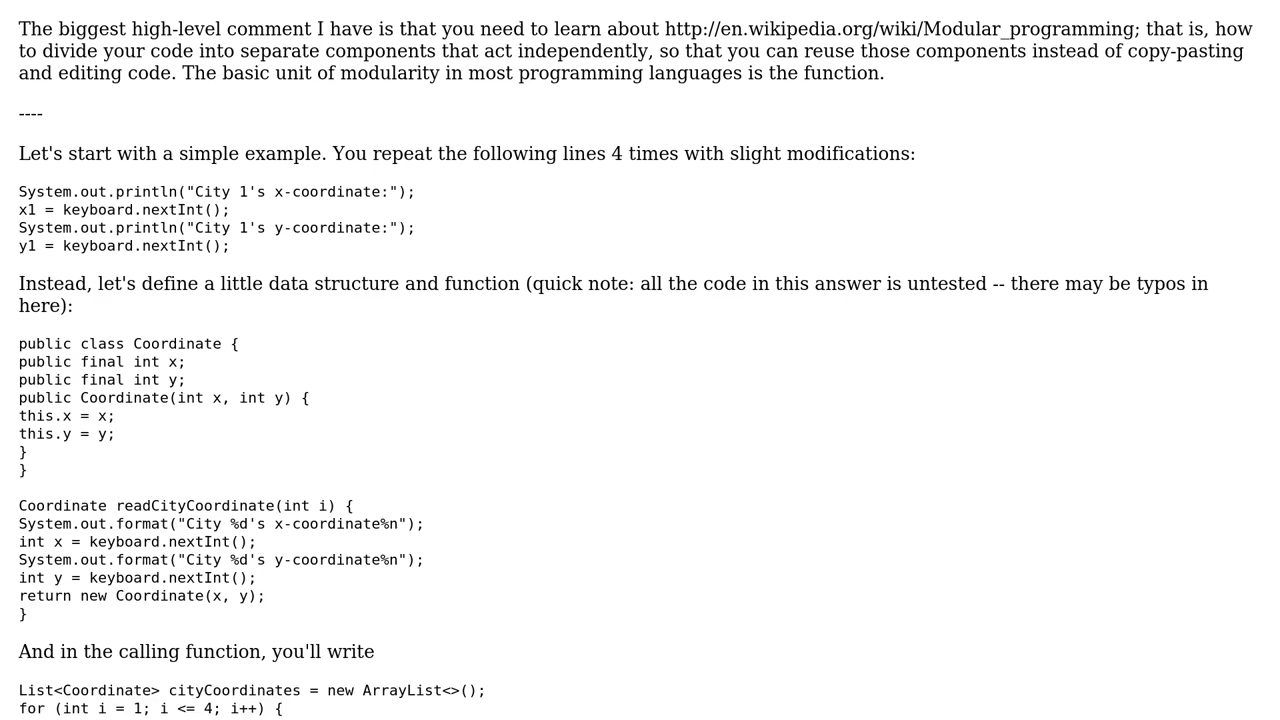 The biggest high-level comment I have is that you need to learn about http://en.wikipedia.org/wiki/Modular_programming; that is, how
to divide your code into separate components that act independently, so that you can reuse those components instead of copy-pasting
and editing code. The basic unit of modularity in most programming languages is the function.
----
Let's start with a simple example. You repeat the following lines 4 times with slight modifications:
System.out.println("City 1's x-coordinate:");
x1 = keyboard.nextInt();
System.out.println("City 1's y-coordinate:");
y1 = keyboard.nextInt();
Instead, let's define a little data structure and function (quick note: all the code in this answer is untested -- there may be typos in
here):
public class Coordinate {
public final int x;
public final int y;
public Coordinate(int x, int y) {
this.x = x;
this.y = y;
}
}
Coordinate readCityCoordinate(int i) {
System.out.format("City %d's x-coordinate%n");
int x = keyboard.nextInt();
System.out.format("City %d's y-coordinate%n");
int y = keyboard.nextInt();
return new Coordinate(x, y);
}
And in the calling function, you'll write
List<Coordinate> cityCoordinates = new ArrayList<>();
for (int i = 1; i <= 4; i++) {